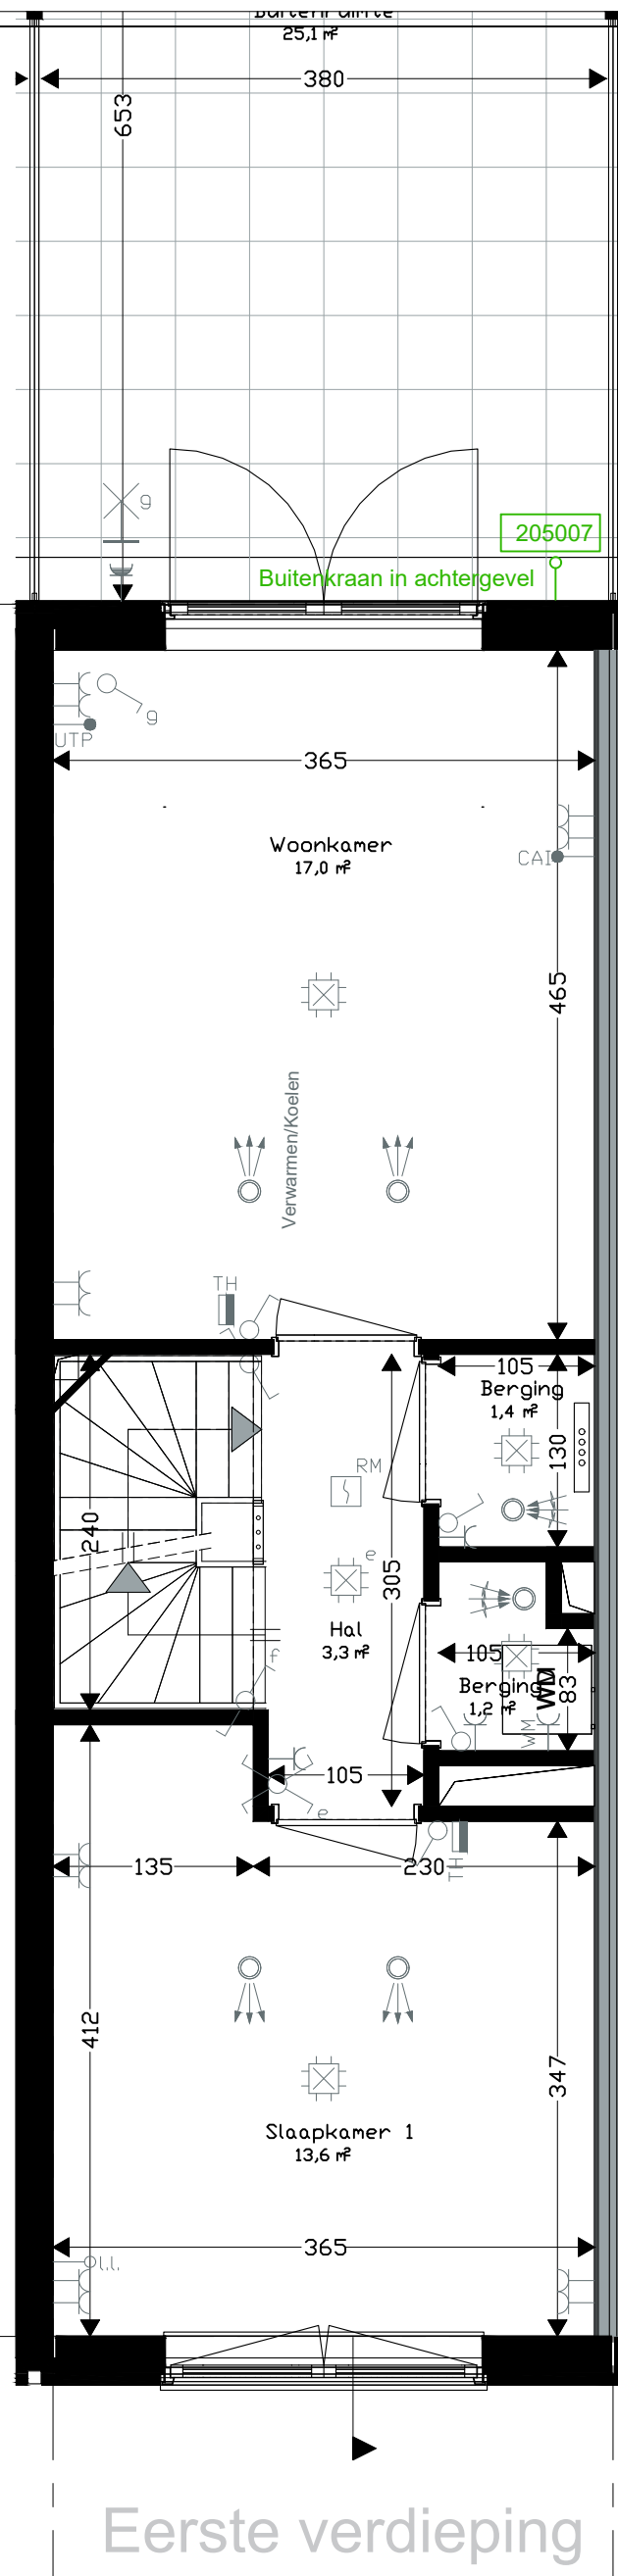 Buitenruimte
25,1 m²
380
653
g
205007
Buitenkraan in achtergevel
g
UTP
365
Woonkamer
17,0 m²
CAI
465
Verwarmen/Koelen
TH
105
Berging
1,4 m²
RM
130
240
e
305
Hal
3,3 m²
105
WD
Berging
1,2 m²
83
WM
f
105
e
TH
135
230
412
347
Slaapkamer 1
13,6 m²
365
l.l.
Eerste verdieping